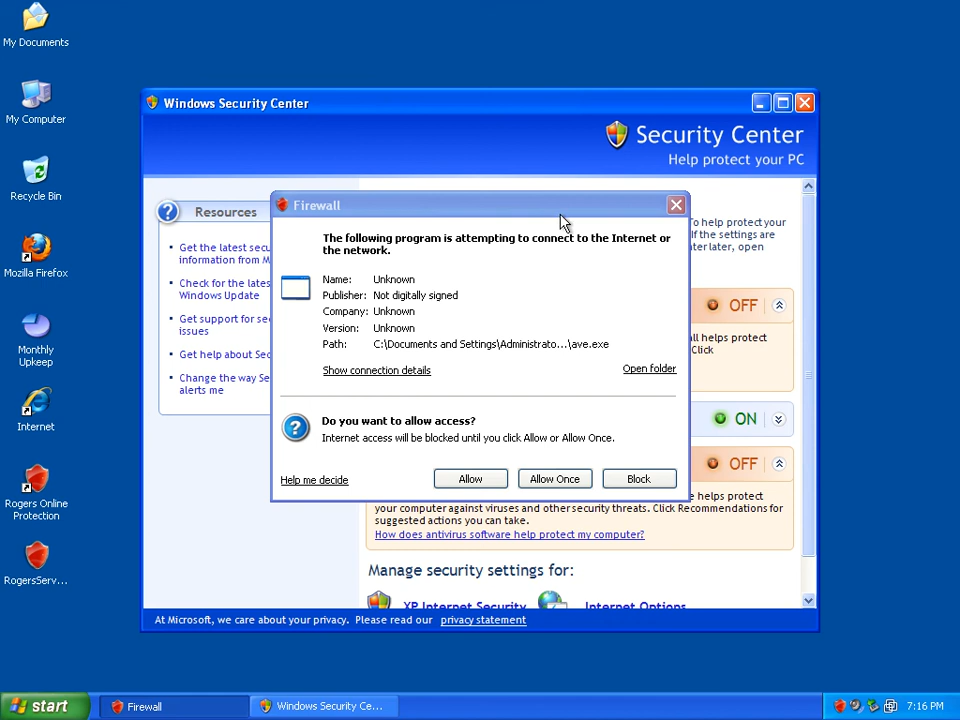 My Documents
My Computer
Recycle Bin
Mozilla Firefox
Monthly
Upkeep
Internet
Rogers Online
Protection
RogersServ...
Windows Security Center
Security Center
Help protect your PC
Resources
Get the latest secu
information from M
Check for the lates
Windows Update
Get support for sec
issues
Get help about Sec
Change the way Se
alerts me
To help protect your
If the settings are
ater later, open
OFF
all helps protect
Click
ON
OFF
e helps protect
your computer against viruses and other security threats. Click Recommendations for
suggested actions you can take.
How does antivirus software help protect my computer?
Manage security settings for:
XP Internet Security
Internet Options
At Microsoft, we care about your privacy. Please read our privacy statement
Firewall
The following program is attempting to connect to the Internet or
the network.
Name: Unknown
Publisher: Not digitally signed
Company: Unknown
Version: Unknown
Path: C:\Documents and Settings\Administrato...\ave.exe
Show connection details
Open folder
Do you want to allow access?
Internet access will be blocked until you click Allow or Allow Once.
Help me decide
Allow
Allow Once
Block
start
Firewall
Windows Security Ce...
7:16 PM